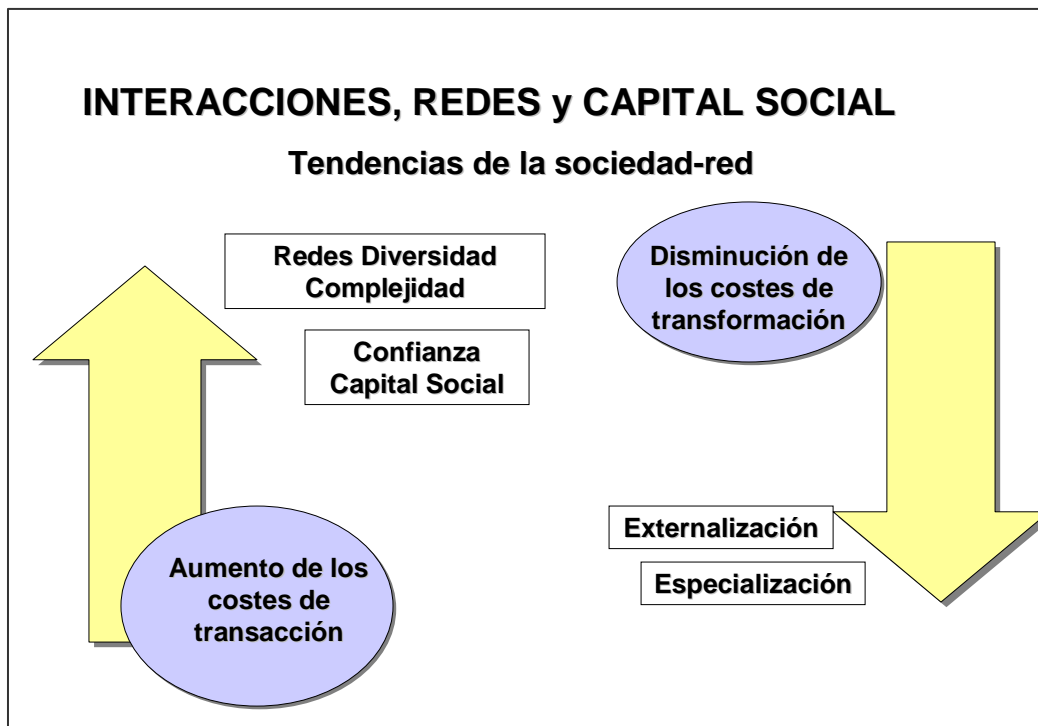 INTERACCIONES, REDES y CAPITAL SOCIAL
Tendencias de la sociedad-red
Redes Diversidad
Complejidad
Confianza
Capital Social
Disminución de
los costes de
transformación
Aumento de los
costes de
transacción
Externalización
Especialización